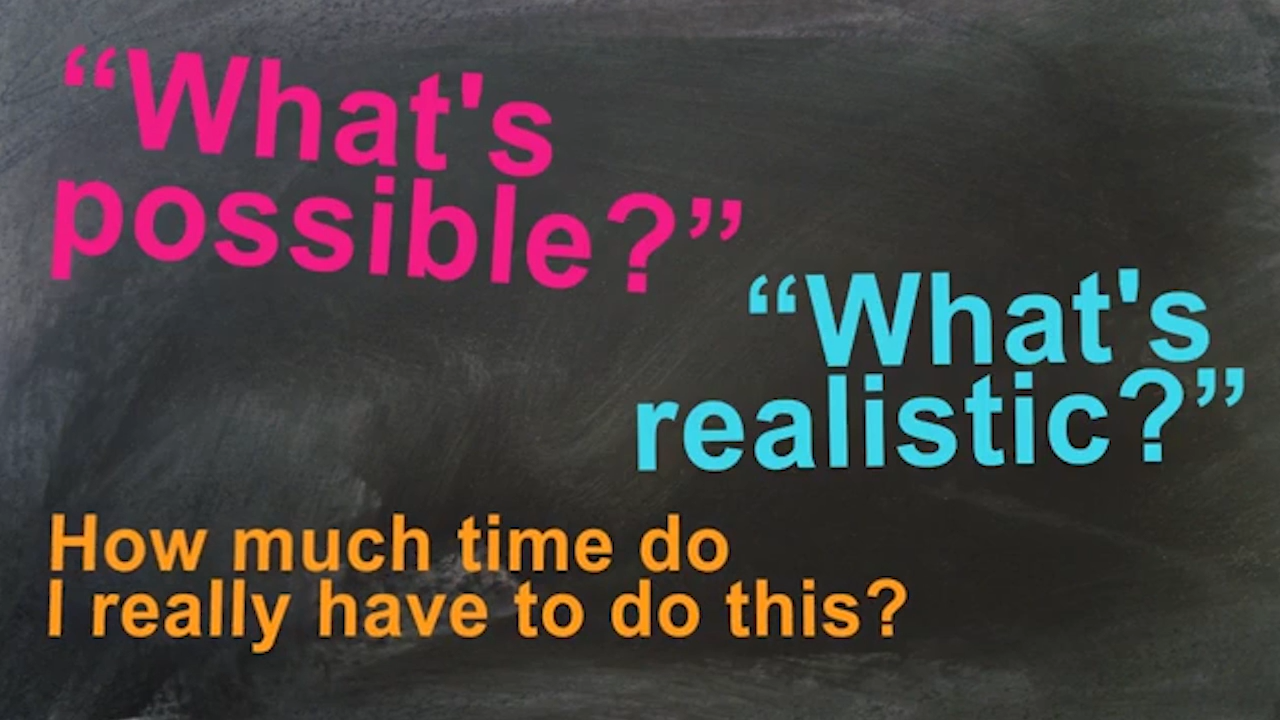 “What's
possible?”
“What's
realistic?”
How much time do
I really have to do this?